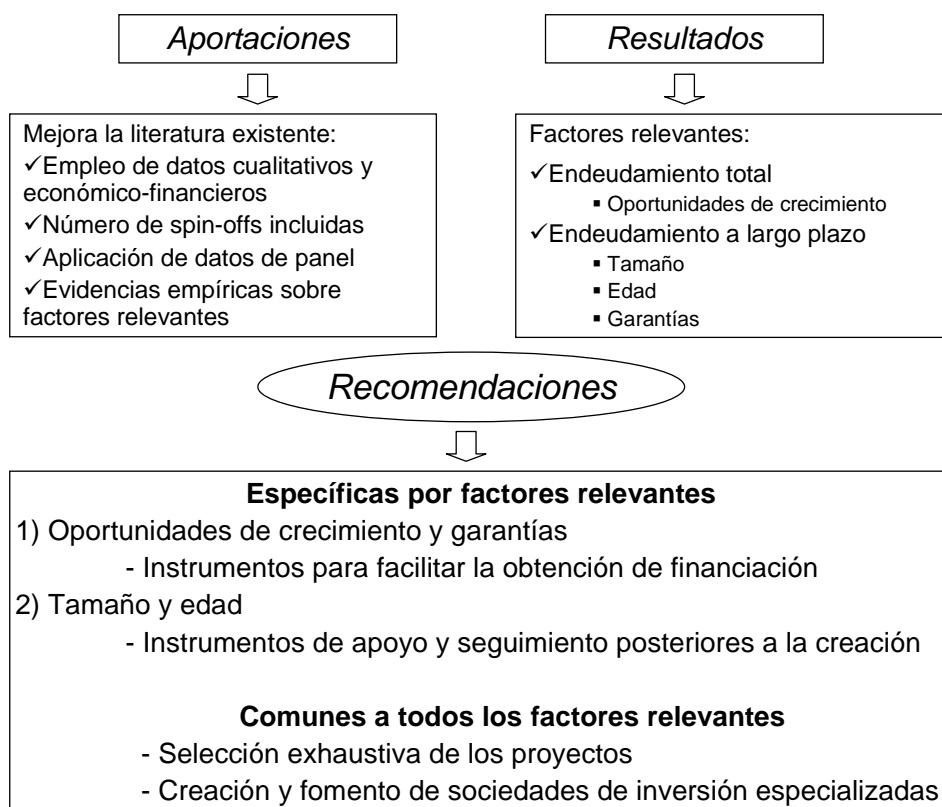 Aportaciones
Mejora la literatura existente:
✓Empleo de datos cualitativos y
económico-financieros
✓Número de spin-offs incluidas
✓Aplicación de datos de panel
✓Evidencias empíricas sobre
factores relevantes
Resultados
Factores relevantes:
✓Endeudamiento total
▪ Oportunidades de crecimiento
✓Endeudamiento a largo plazo
▪ Tamaño
▪ Edad
▪ Garantías
Recomendaciones
Específicas por factores relevantes
1) Oportunidades de crecimiento y garantías
- Instrumentos para facilitar la obtención de financiación
2) Tamaño y edad
- Instrumentos de apoyo y seguimiento posteriores a la creación
Comunes a todos los factores relevantes
- Selección exhaustiva de los proyectos
- Creación y fomento de sociedades de inversión especializadas